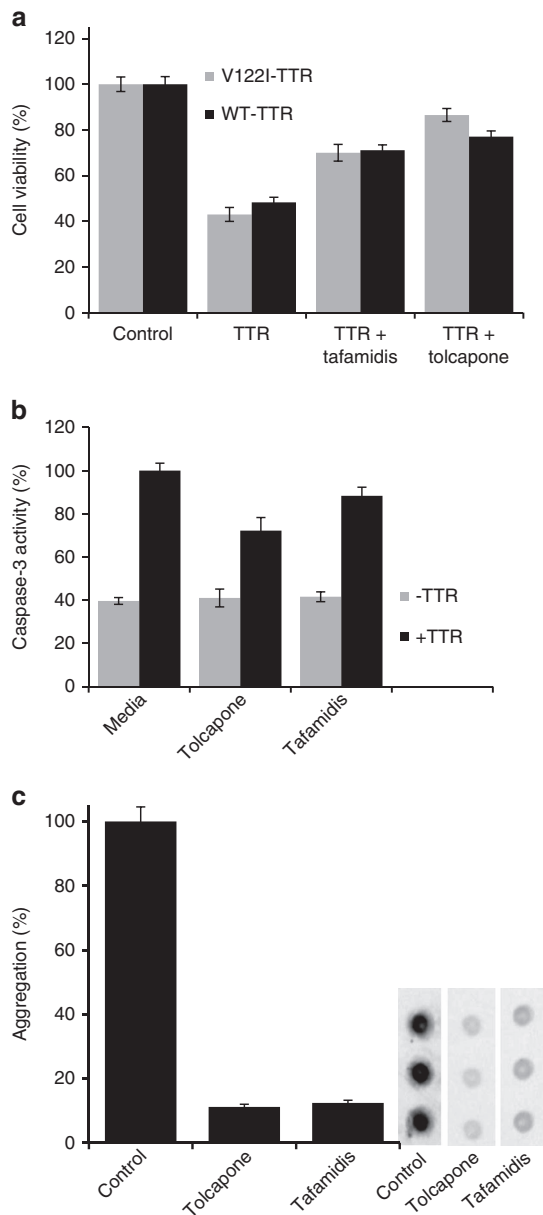 a
120
100
80
60
40
20
0
Cell viability (%)
V122I-TTR
WT-TTR
Control
TTR
TTR +
tafamidis
TTR +
tolcapone
b
120
100
80
60
40
20
0
Caspase-3 activity (%)
-TTR
+TTR
Media
Tolcapone
Tafamidis
c
100
80
60
40
20
0
Aggregation (%)
Control
Tolcapone
Tafamidis
Control
Tolcapone
Tafamidis